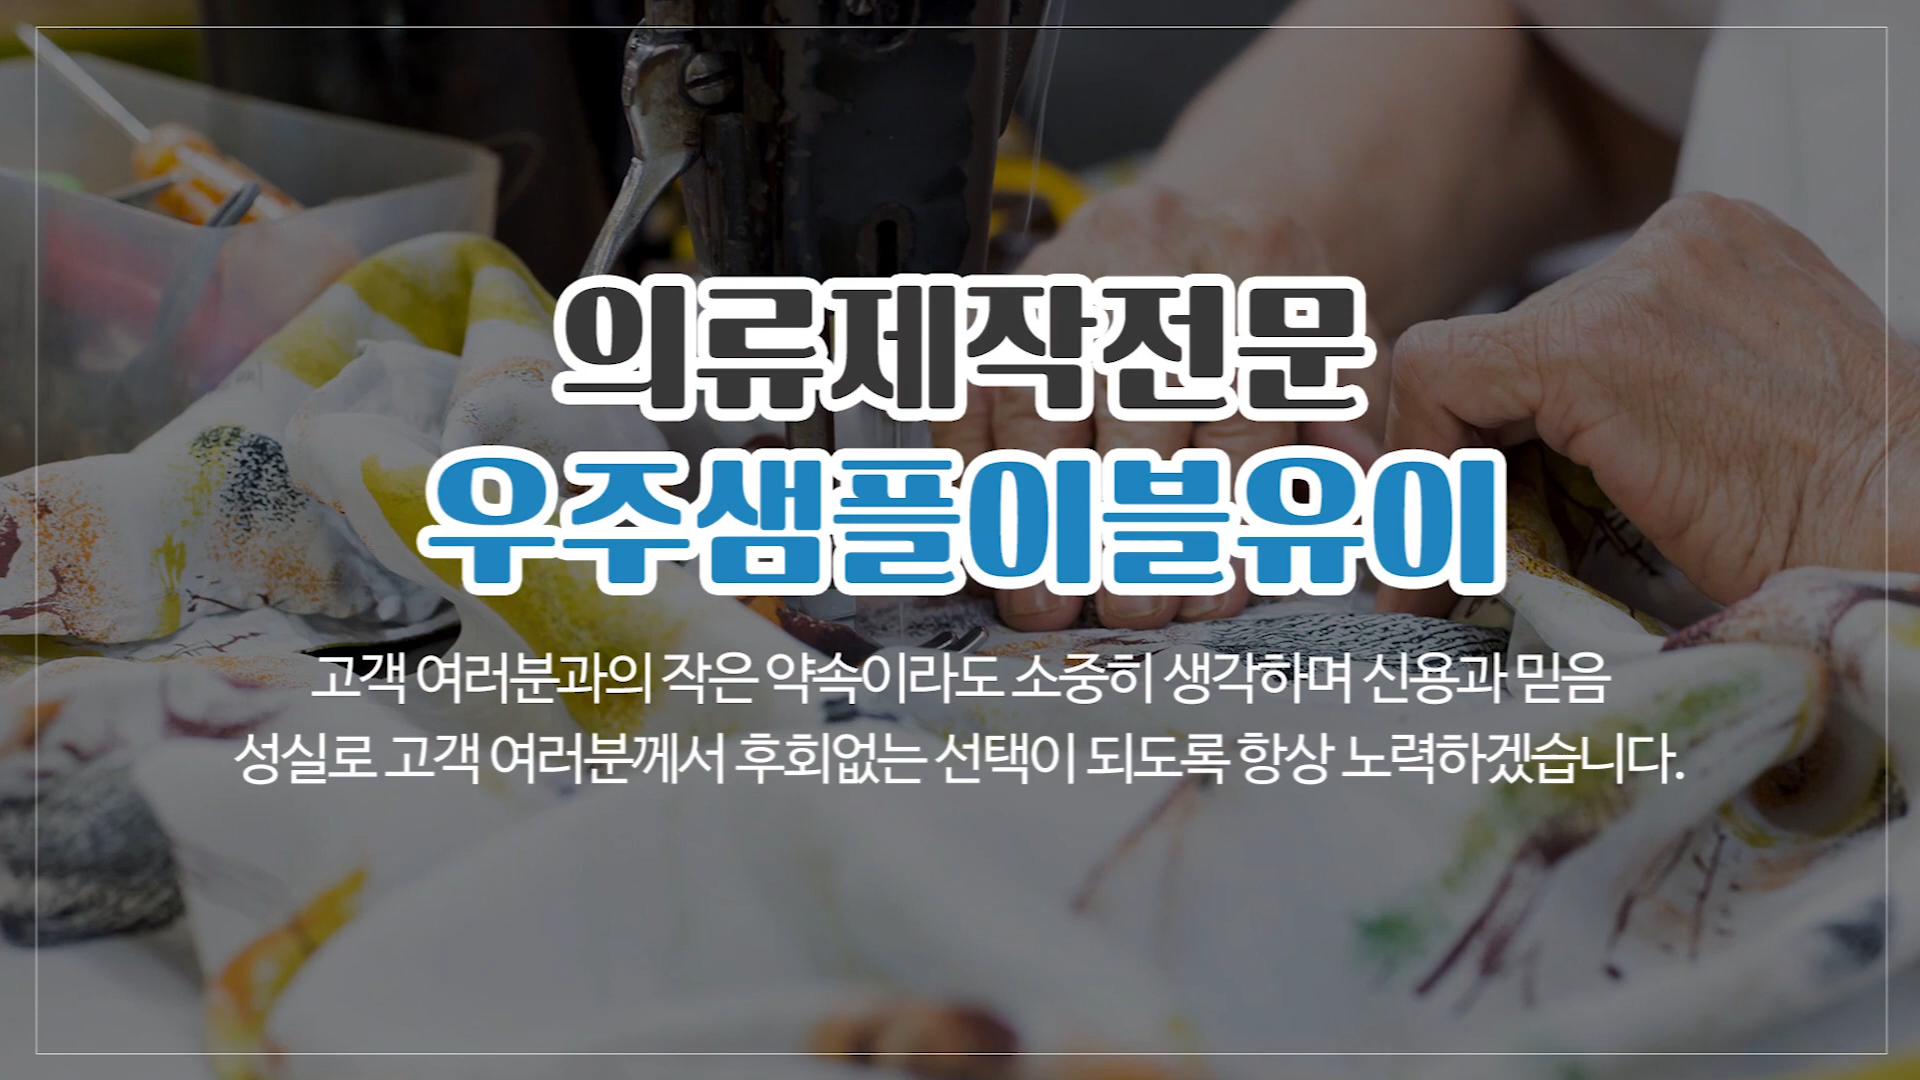 의류제작전문
우주샘플이블유이
고객 여러분과의 작은 약속이라도 소중히 생각하며 신용과 믿음
성실로 고객 여러분께서 후회없는 선택이 되도록 항상 노력하겠습니다.